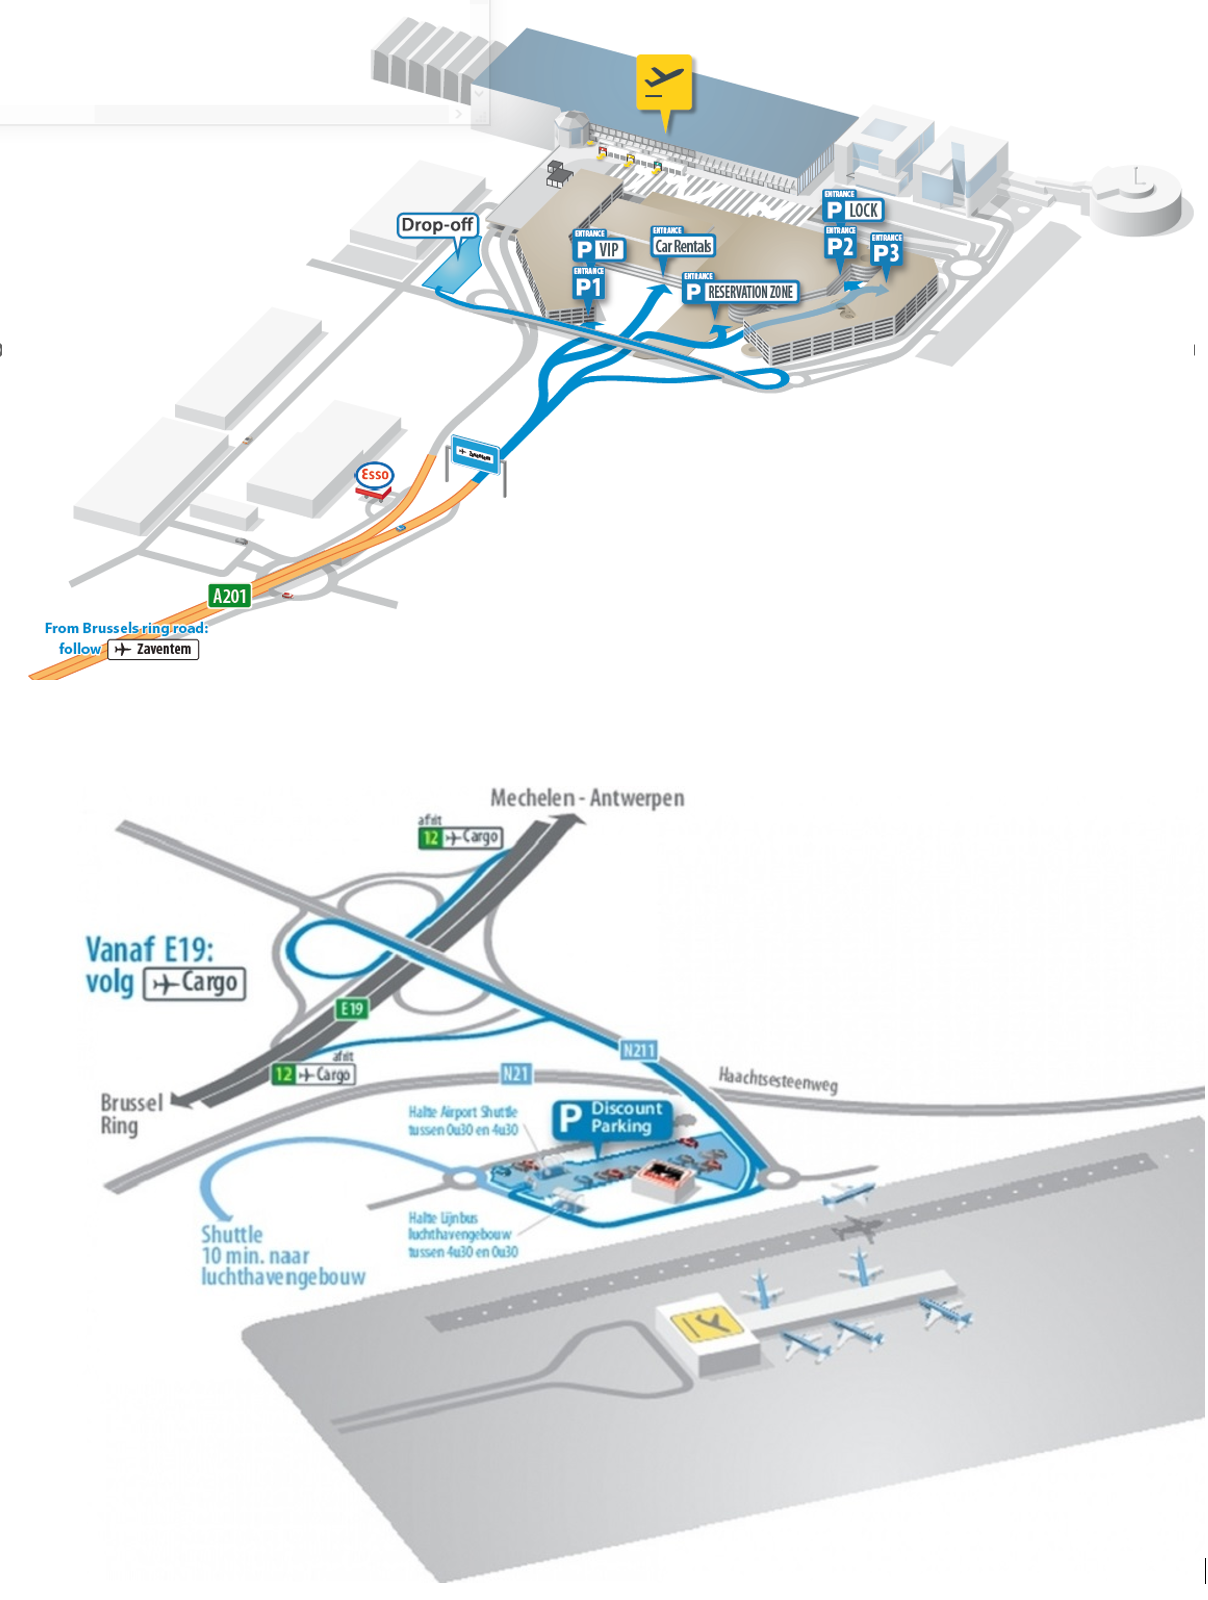 Drop-off
ENTRANCE
P VIP
ENTRANCE
P1
ENTRANCE
Car Rentals
ENTRANCE
P RESERVATION ZONE
ENTRANCE
P LOCK
ENTRANCE
P2
ENTRANCE
P3
Zaventem
Esso
A201
From Brussels ring road:
follow Zaventem
Mechelen - Antwerpen
afrit
12 Cargo
Vanaf E19:
volg Cargo
E19
afrit
12 Cargo
N211
N21
Haachtsesteenweg
Brussel
Ring
Halte Airport Shuttle
tussen 0u30 en 4u30
P Discount
Parking
Shuttle
10 min. naar
luchthavengebouw
Halte Lijnbus
luchthavengebouw
tussen 4u30 en 0u30